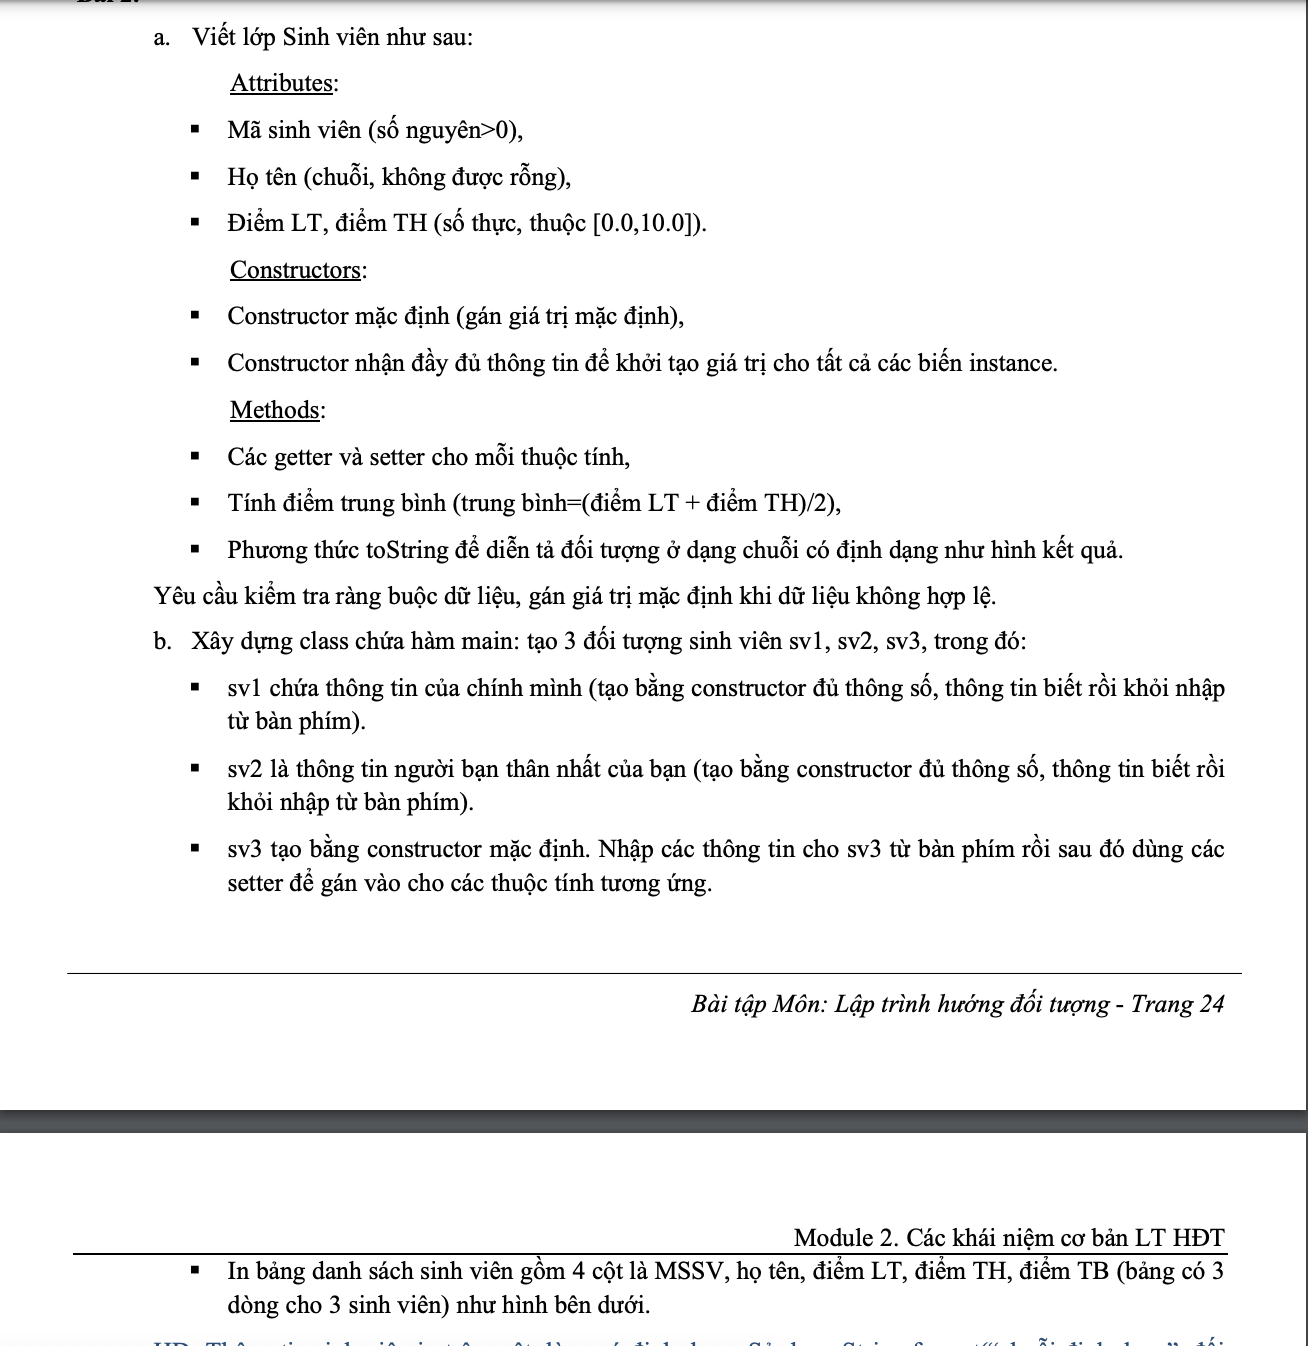 a. Viết lớp Sinh viên như sau:
Attributes:
▪ Mã sinh viên (số nguyên>0),
▪ Họ tên (chuỗi, không được rỗng),
▪ Điểm LT, điểm TH (số thực, thuộc [0.0,10.0]).
Constructors:
▪ Constructor mặc định (gán giá trị mặc định),
▪ Constructor nhận đầy đủ thông tin để khởi tạo giá trị cho tất cả các biến instance.
Methods:
▪ Các getter và setter cho mỗi thuộc tính,
▪ Tính điểm trung bình (trung bình=(điểm LT + điểm TH)/2),
▪ Phương thức toString để diễn tả đối tượng ở dạng chuỗi có định dạng như hình kết quả.
Yêu cầu kiểm tra ràng buộc dữ liệu, gán giá trị mặc định khi dữ liệu không hợp lệ.
b. Xây dựng class chứa hàm main: tạo 3 đối tượng sinh viên sv1, sv2, sv3, trong đó:
▪ sv1 chứa thông tin của chính mình (tạo bằng constructor đủ thông số, thông tin biết rồi khỏi nhập
từ bàn phím).
▪ sv2 là thông tin người bạn thân nhất của bạn (tạo bằng constructor đủ thông số, thông tin biết rồi
khỏi nhập từ bàn phím).
▪ sv3 tạo bằng constructor mặc định. Nhập các thông tin cho sv3 từ bàn phím rồi sau đó dùng các
setter để gán vào cho các thuộc tính tương ứng.
Bài tập Môn: Lập trình hướng đối tượng - Trang 24
Module 2. Các khái niệm cơ bản LT HĐT
▪ In bảng danh sách sinh viên gồm 4 cột là MSSV, họ tên, điểm LT, điểm TH, điểm TB (bảng có 3
dòng cho 3 sinh viên) như hình bên dưới.